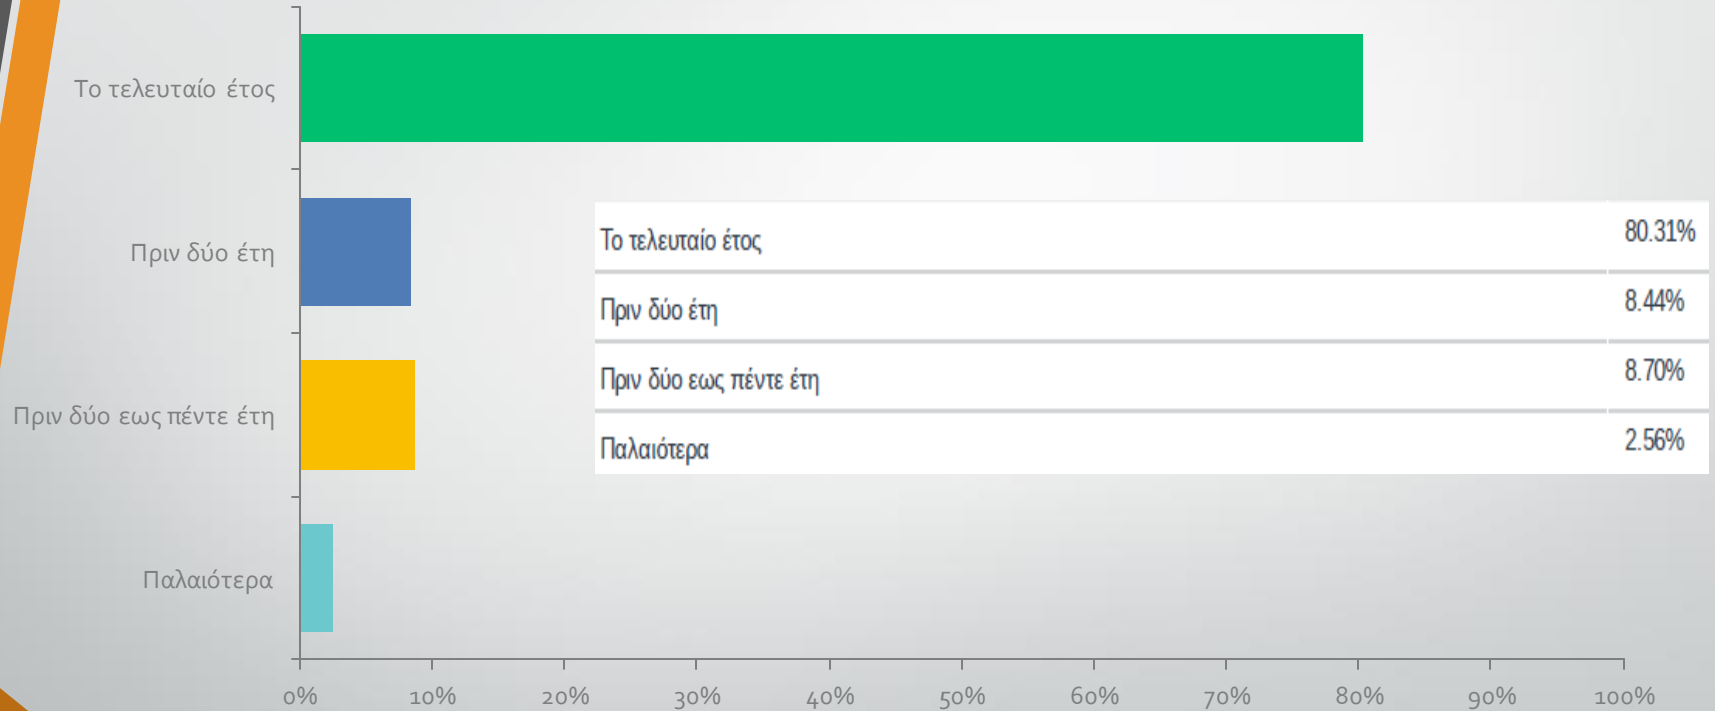 Το τελευταίο έτος
Πριν δύο έτη
Πριν δύο εως πέντε έτη
Παλαιότερα
Το τελευταίο έτος 80.31%
Πριν δύο έτη 8.44%
Πριν δύο εως πέντε έτη 8.70%
Παλαιότερα 2.56%
0% 10% 20% 30% 40% 50% 60% 70% 80% 90% 100%